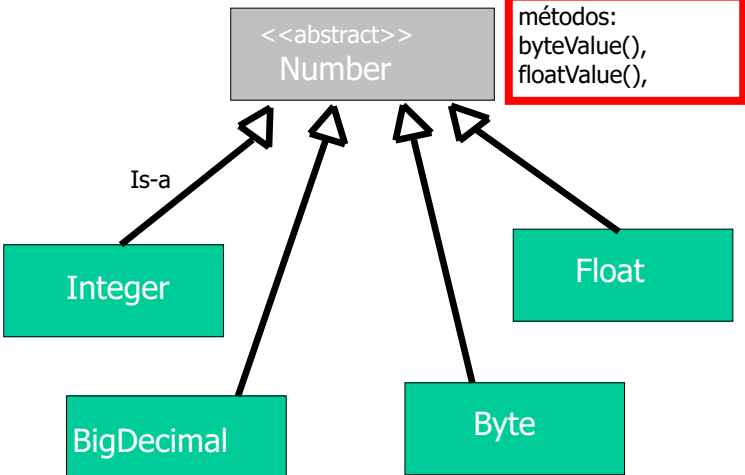 <<abstract>>
Number
métodos:
byteValue(),
floatValue(),
Is-a
Integer
Float
BigDecimal
Byte